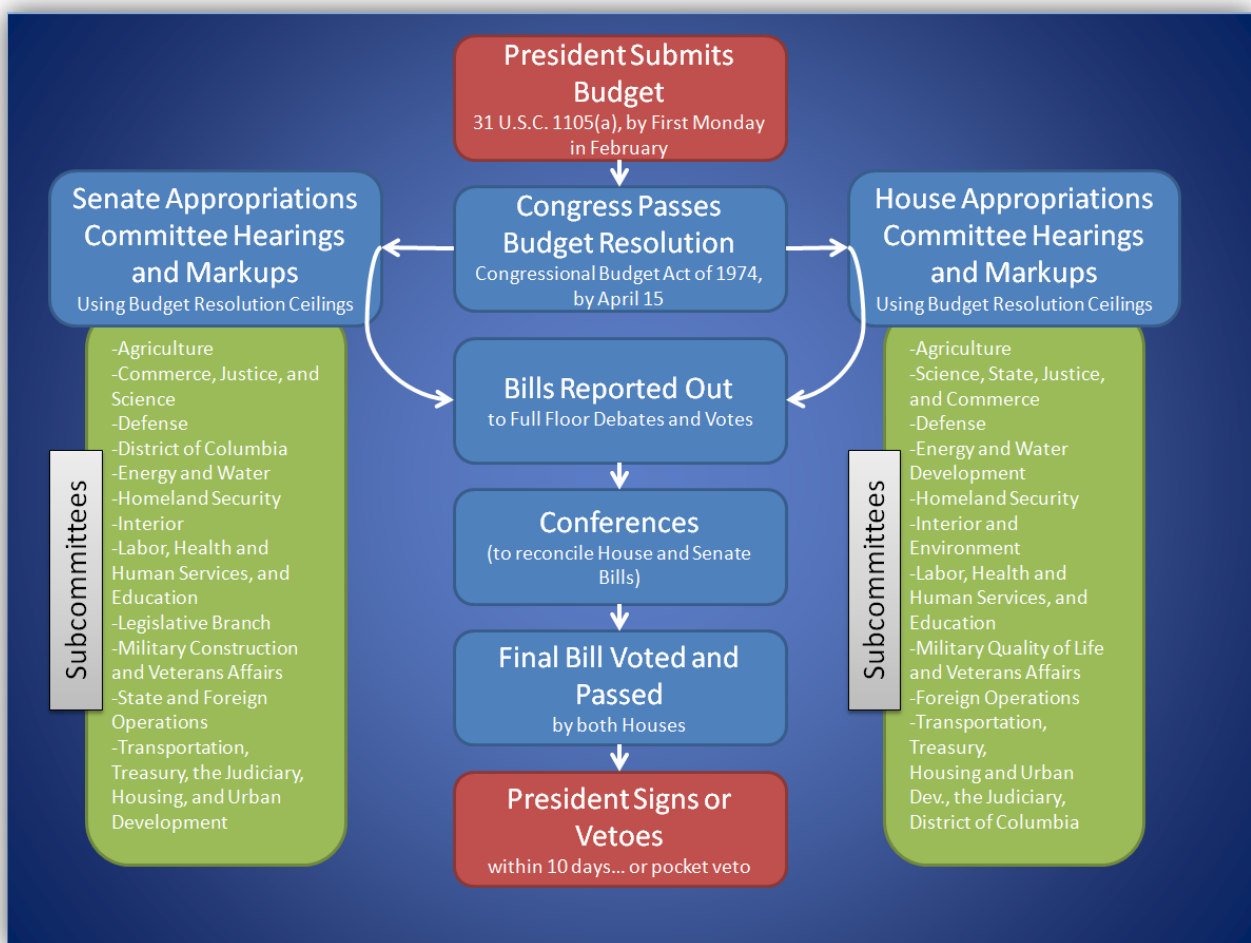 President Submits
Budget
31 U.S.C. 1105(a), by First Monday
in February
Senate Appropriations
Committee Hearings
and Markups
Using Budget Resolution Ceilings
Congress Passes
Budget Resolution
Congressional Budget Act of 1974,
by April 15
House Appropriations
Committee Hearings
and Markups
Using Budget Resolution Ceilings
Subcommittees
-Agriculture
-Commerce, Justice, and
Science
-Defense
-District of Columbia
-Energy and Water
-Homeland Security
-Interior
-Labor, Health and
Human Services, and
Education
-Legislative Branch
-Military Construction
and Veterans Affairs
-State and Foreign
Operations
-Transportation,
Treasury, the Judiciary,
Housing, and Urban
Development
Bills Reported Out
to Full Floor Debates and Votes
Conferences
(to reconcile House and Senate
Bills)
Final Bill Voted and
Passed
by both Houses
President Signs or
Vetoes
within 10 days... or pocket veto
Subcommittees
-Agriculture
-Science, State, Justice,
and Commerce
-Defense
-Energy and Water
Development
-Homeland Security
-Interior and
Environment
-Labor, Health and
Human Services, and
Education
-Military Quality of Life
and Veterans Affairs
-Foreign Operations
-Transportation,
Treasury,
Housing and Urban
Dev., the Judiciary,
District of Columbia